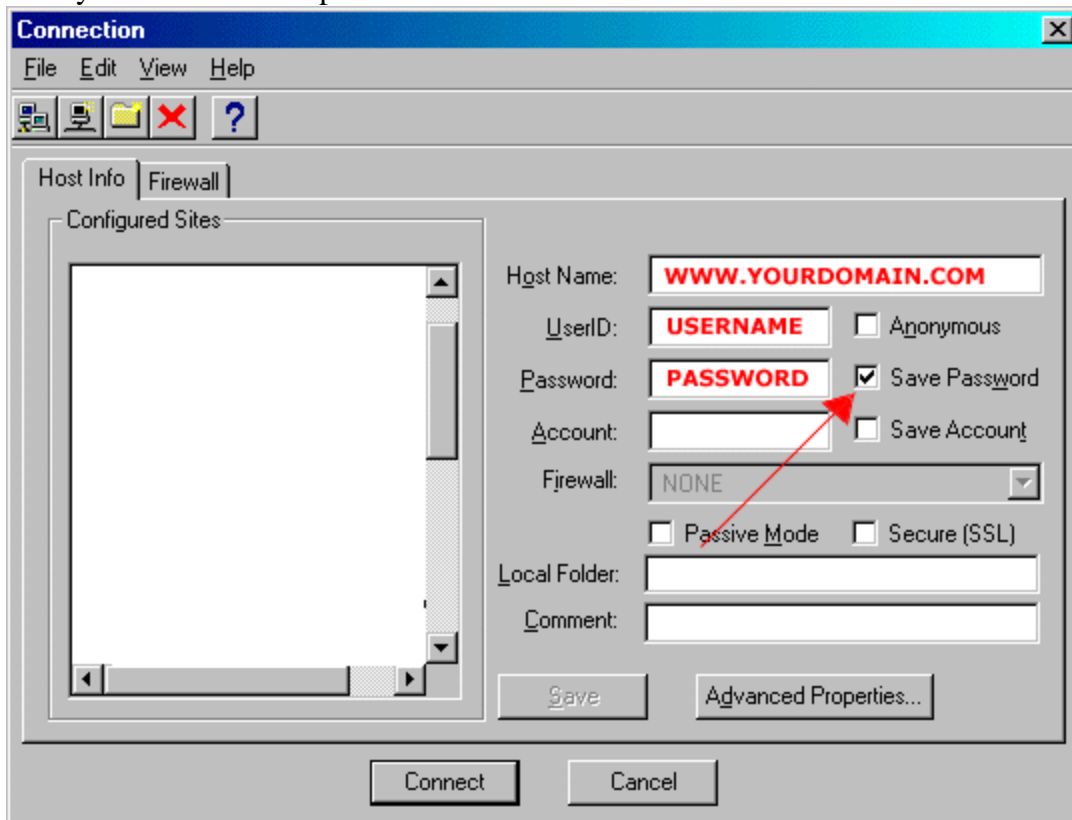 Connection
File Edit View Help
?
Host Info Firewall
Configured Sites
Host Name: WWW.YOURDOMAIN.COM
UserID: USERNAME Anonymous
Password: PASSWORD Save Password
Account: Save Account
Firewall: NONE
Passive Mode Secure (SSL)
Local Folder:
Comment:
Save Advanced Properties...
Connect Cancel